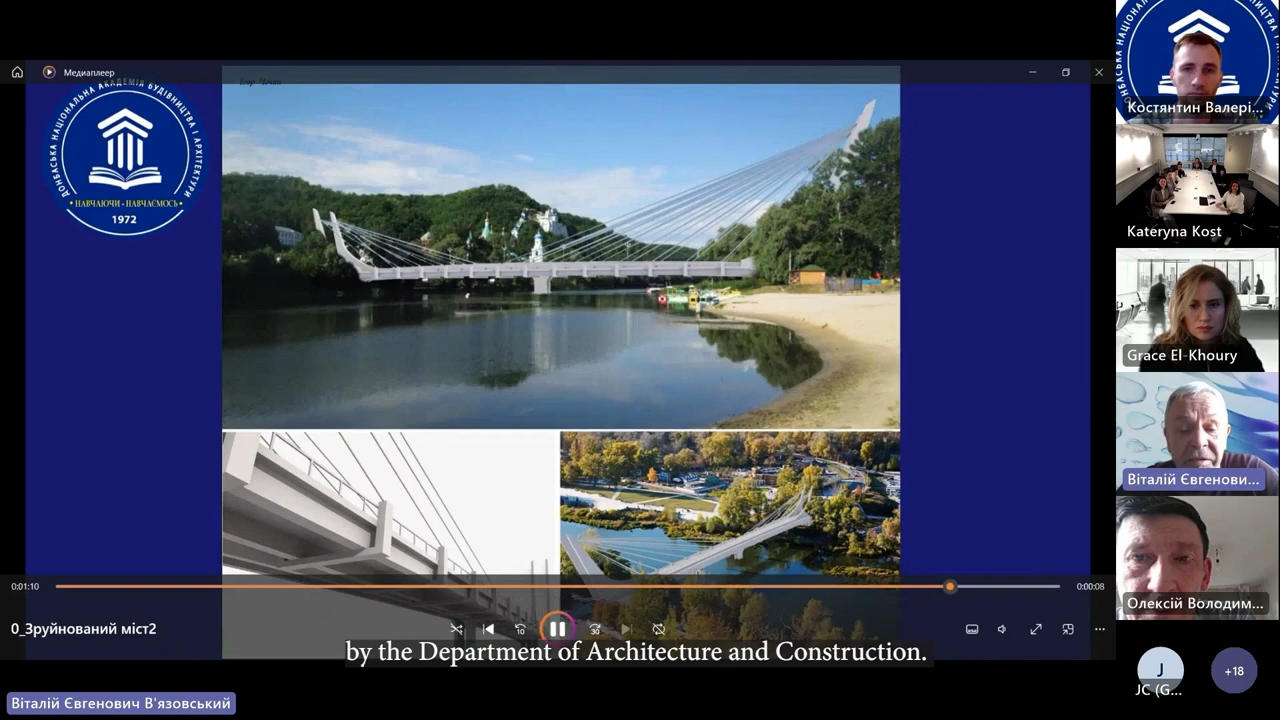 Медиаплеер
ДОНБАСЬКА НАЦІОНАЛЬНА АКАДЕМІЯ БУДІВНИЦТВА І АРХІТЕКТУРИ
• НАВЧАЮЧИ - НАВЧАЄМОСЬ •
1972
0:01:10
0:00:08
0_Зруйнований міст2
10
30
by the Department of Architecture and Construction.
Віталій Євгенович В'язовський
Костянтин Валері...
Kateryna Kost
Grace El-Khoury
Віталій Євгенови...
Олексій Володим...
J
JC (G...
+18